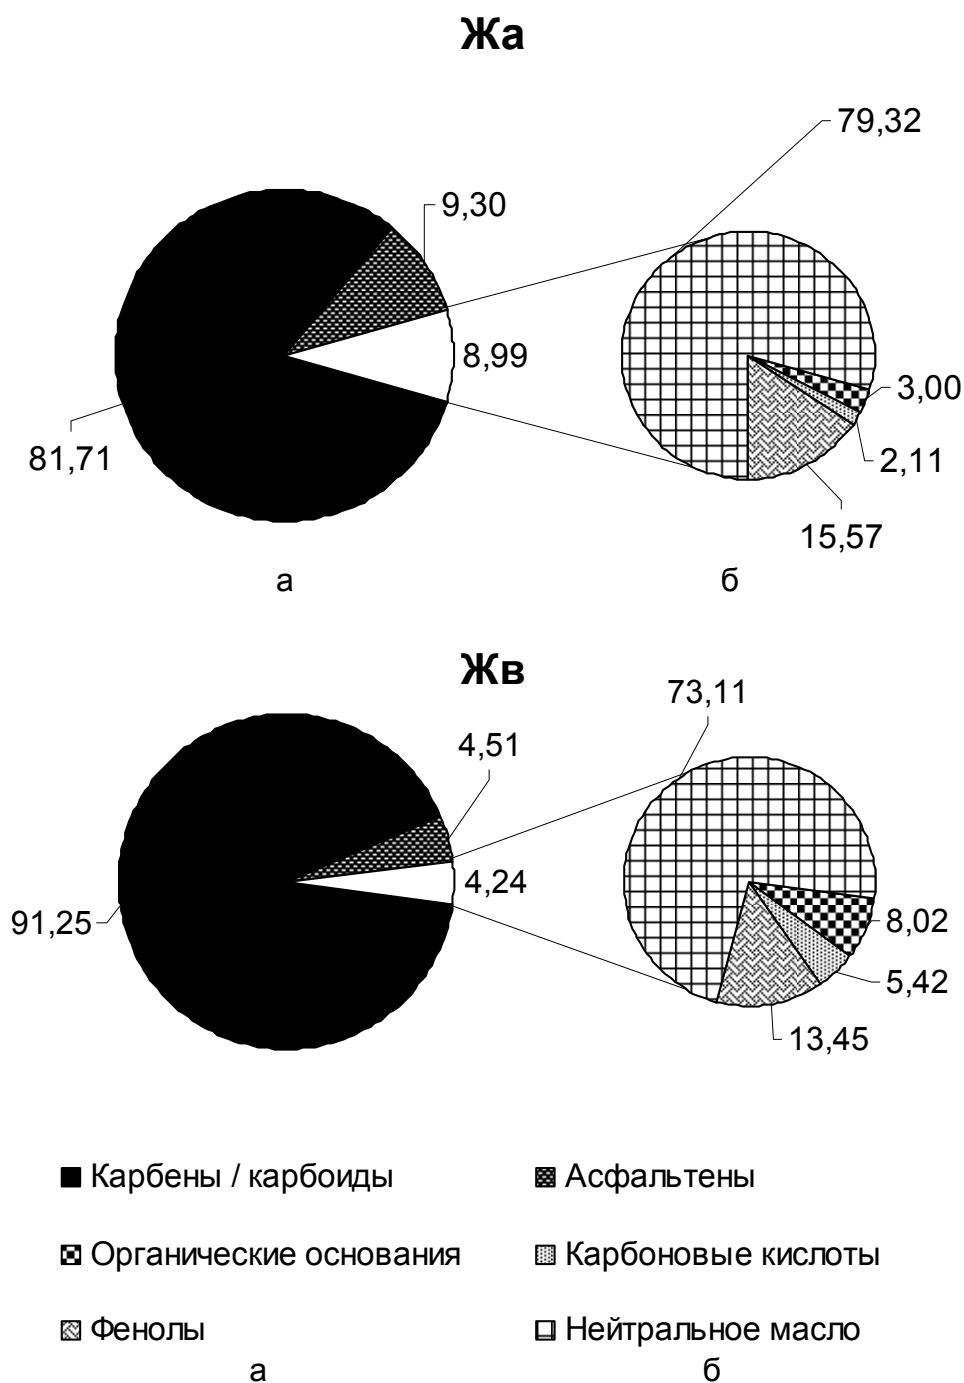 Жа
79,32
9,30
8,99
3,00
81,71
2,11
15,57
а б
Жв
73,11
4,51
4,24
91,25
8,02
5,42
13,45
Карбены / карбоиды Асфальтены
Органические основания Карбоновые кислоты
Фенолы Нейтральное масло
а б